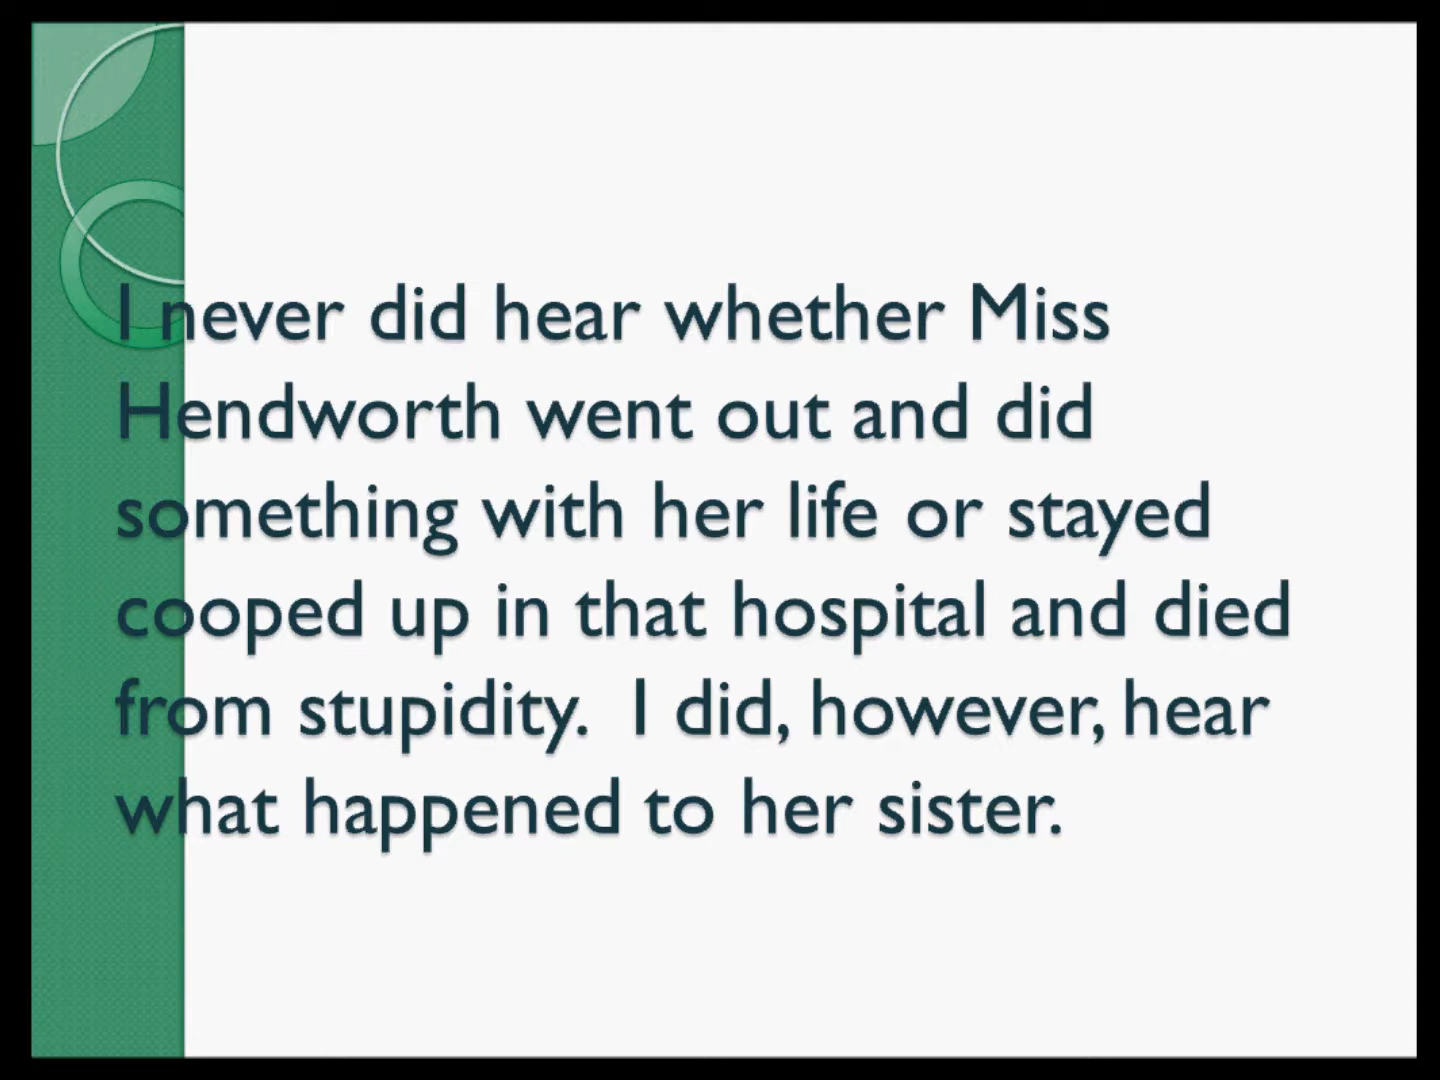 I never did hear whether Miss
Hendworth went out and did
something with her life or stayed
cooped up in that hospital and died
from stupidity.  I did, however, hear
what happened to her sister.